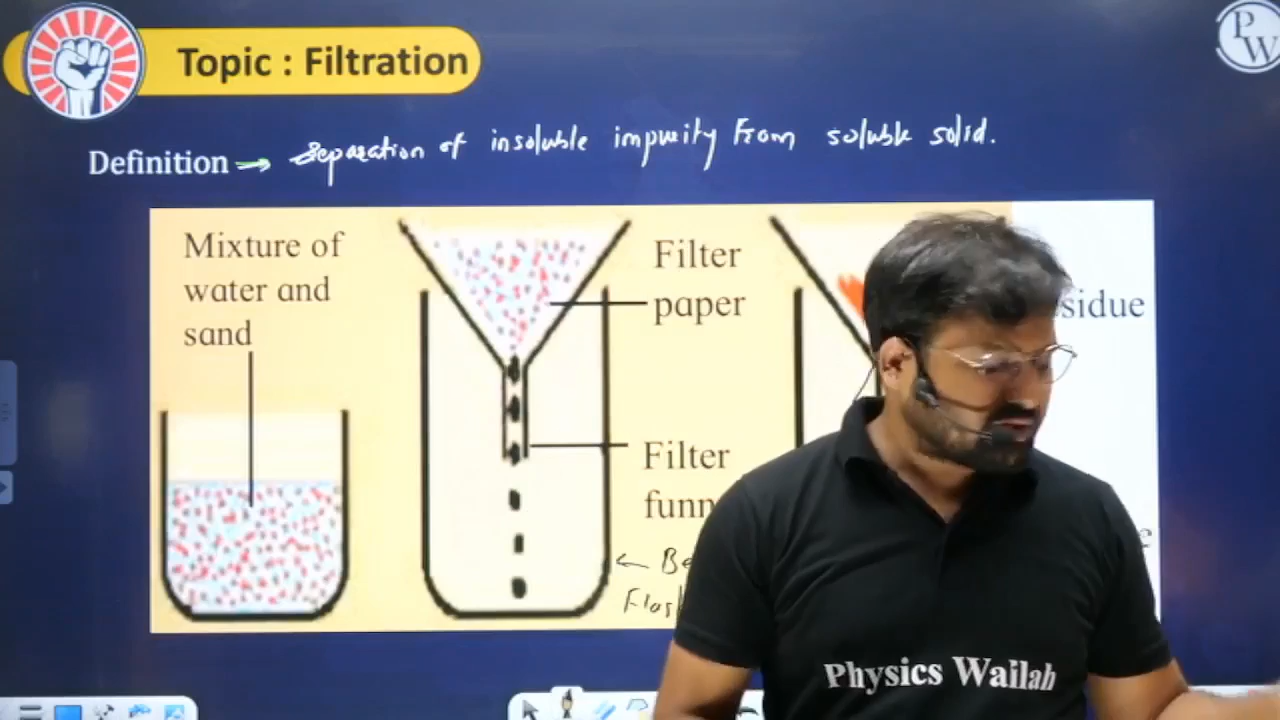 Topic : Filtration
PW
Definition → Separation of insoluble impurity From soluble solid.
Mixture of
water and
sand
Filter
paper
Filter
Physics Wallah